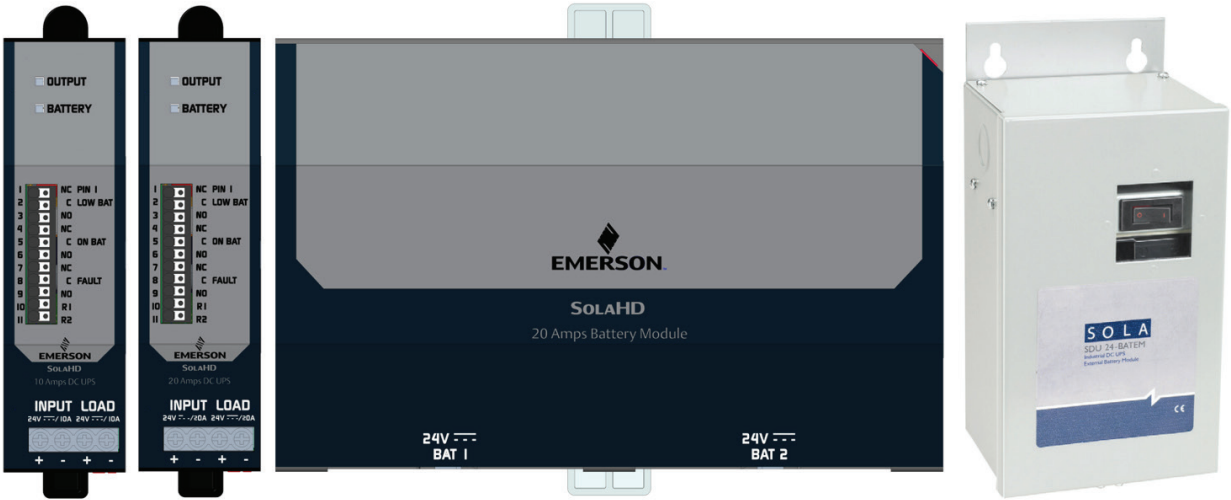 OUTPUT
BATTERY
1 NC PIN 1
2 C LOW BAT
3 NO
4 NC
5 C ON BAT
6 NO
7 NC
8 C FAULT
9 NO
10 R1
11 R2
EMERSON
SOLAHD
10 Amps DC UPS
INPUT LOAD
24V /10A 24V /10A
+ - + -
OUTPUT
BATTERY
1 NC PIN 1
2 C LOW BAT
3 NO
4 NC
5 C ON BAT
6 NO
7 NC
8 C FAULT
9 NO
10 R1
11 R2
EMERSON
SOLAHD
20 Amps DC UPS
INPUT LOAD
24V /20A 24V /20A
+ - + -
EMERSON
SOLAHD
20 Amps Battery Module
24V
BAT 1
24V
BAT 2
SOLA
SDU 24-BATEM
Industrial DC UPS
External Battery Module
CE